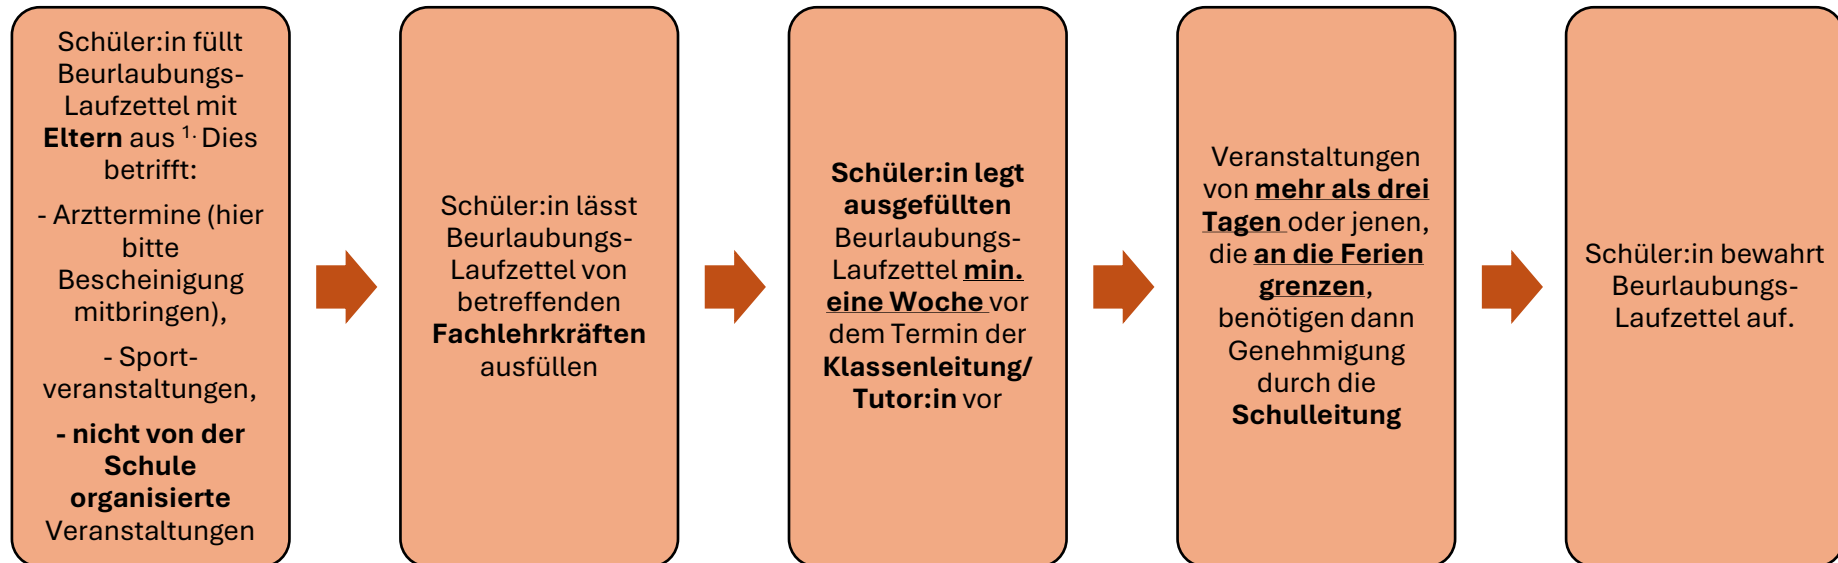 Schüler:in füllt
Beurlaubungs-
Laufzettel mit
Eltern aus ¹· Dies
betrifft:
- Arzttermine (hier
bitte
Bescheinigung
mitbringen),
- Sport-
veranstaltungen,
- nicht von der
Schule
organisierte
Veranstaltungen
Schüler:in lässt
Beurlaubungs-
Laufzettel von
betreffenden
Fachlehrkräften
ausfüllen
Schüler:in legt
ausgefüllten
Beurlaubungs-
Laufzettel min.
eine Woche vor
dem Termin der
Klassenleitung/
Tutor:in vor
Veranstaltungen
von mehr als drei
Tagen oder jenen,
die an die Ferien
grenzen,
benötigen dann
Genehmigung
durch die
Schulleitung
Schüler:in bewahrt
Beurlaubungs-
Laufzettel auf.